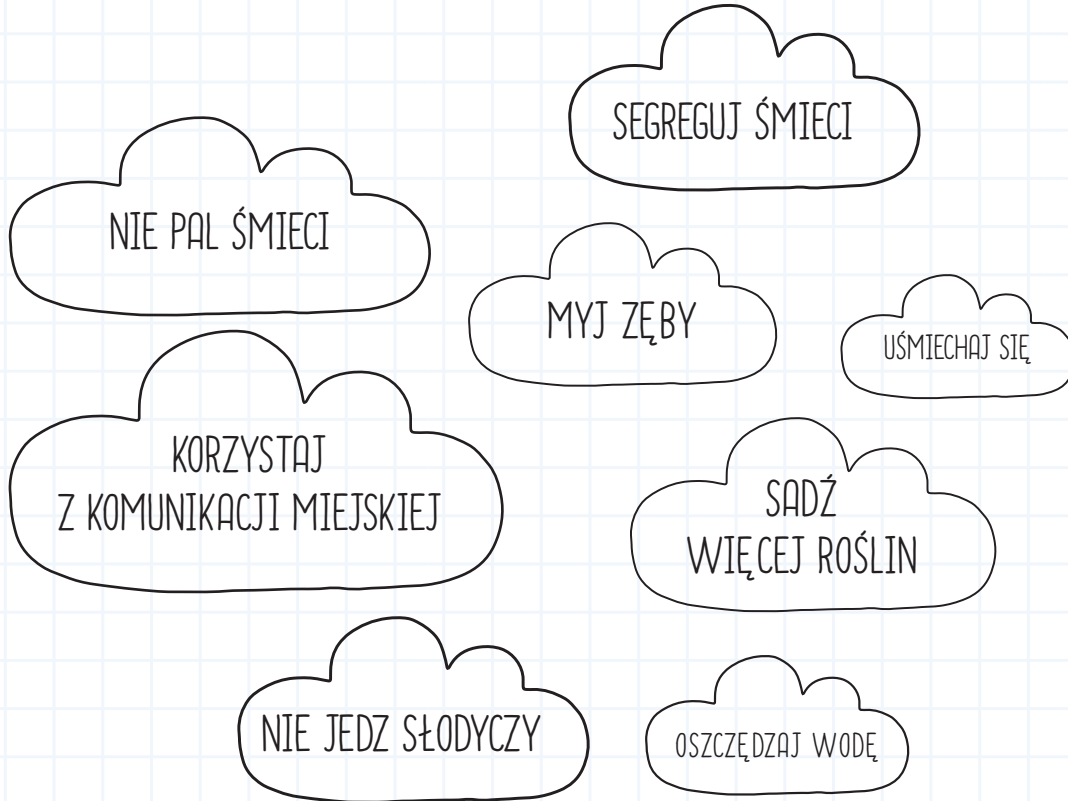 SEGREGUJ ŚMIECI
NIE PAL ŚMIECI
MYJ ZĘBY
UŚMIECHAJ SIĘ
KORZYSTAJ
Z KOMUNIKACJI MIEJSKIEJ
SADŹ
WIĘCEJ ROŚLIN
NIE JEDZ SŁODYCZY
OSZCZĘDZAJ WODĘ